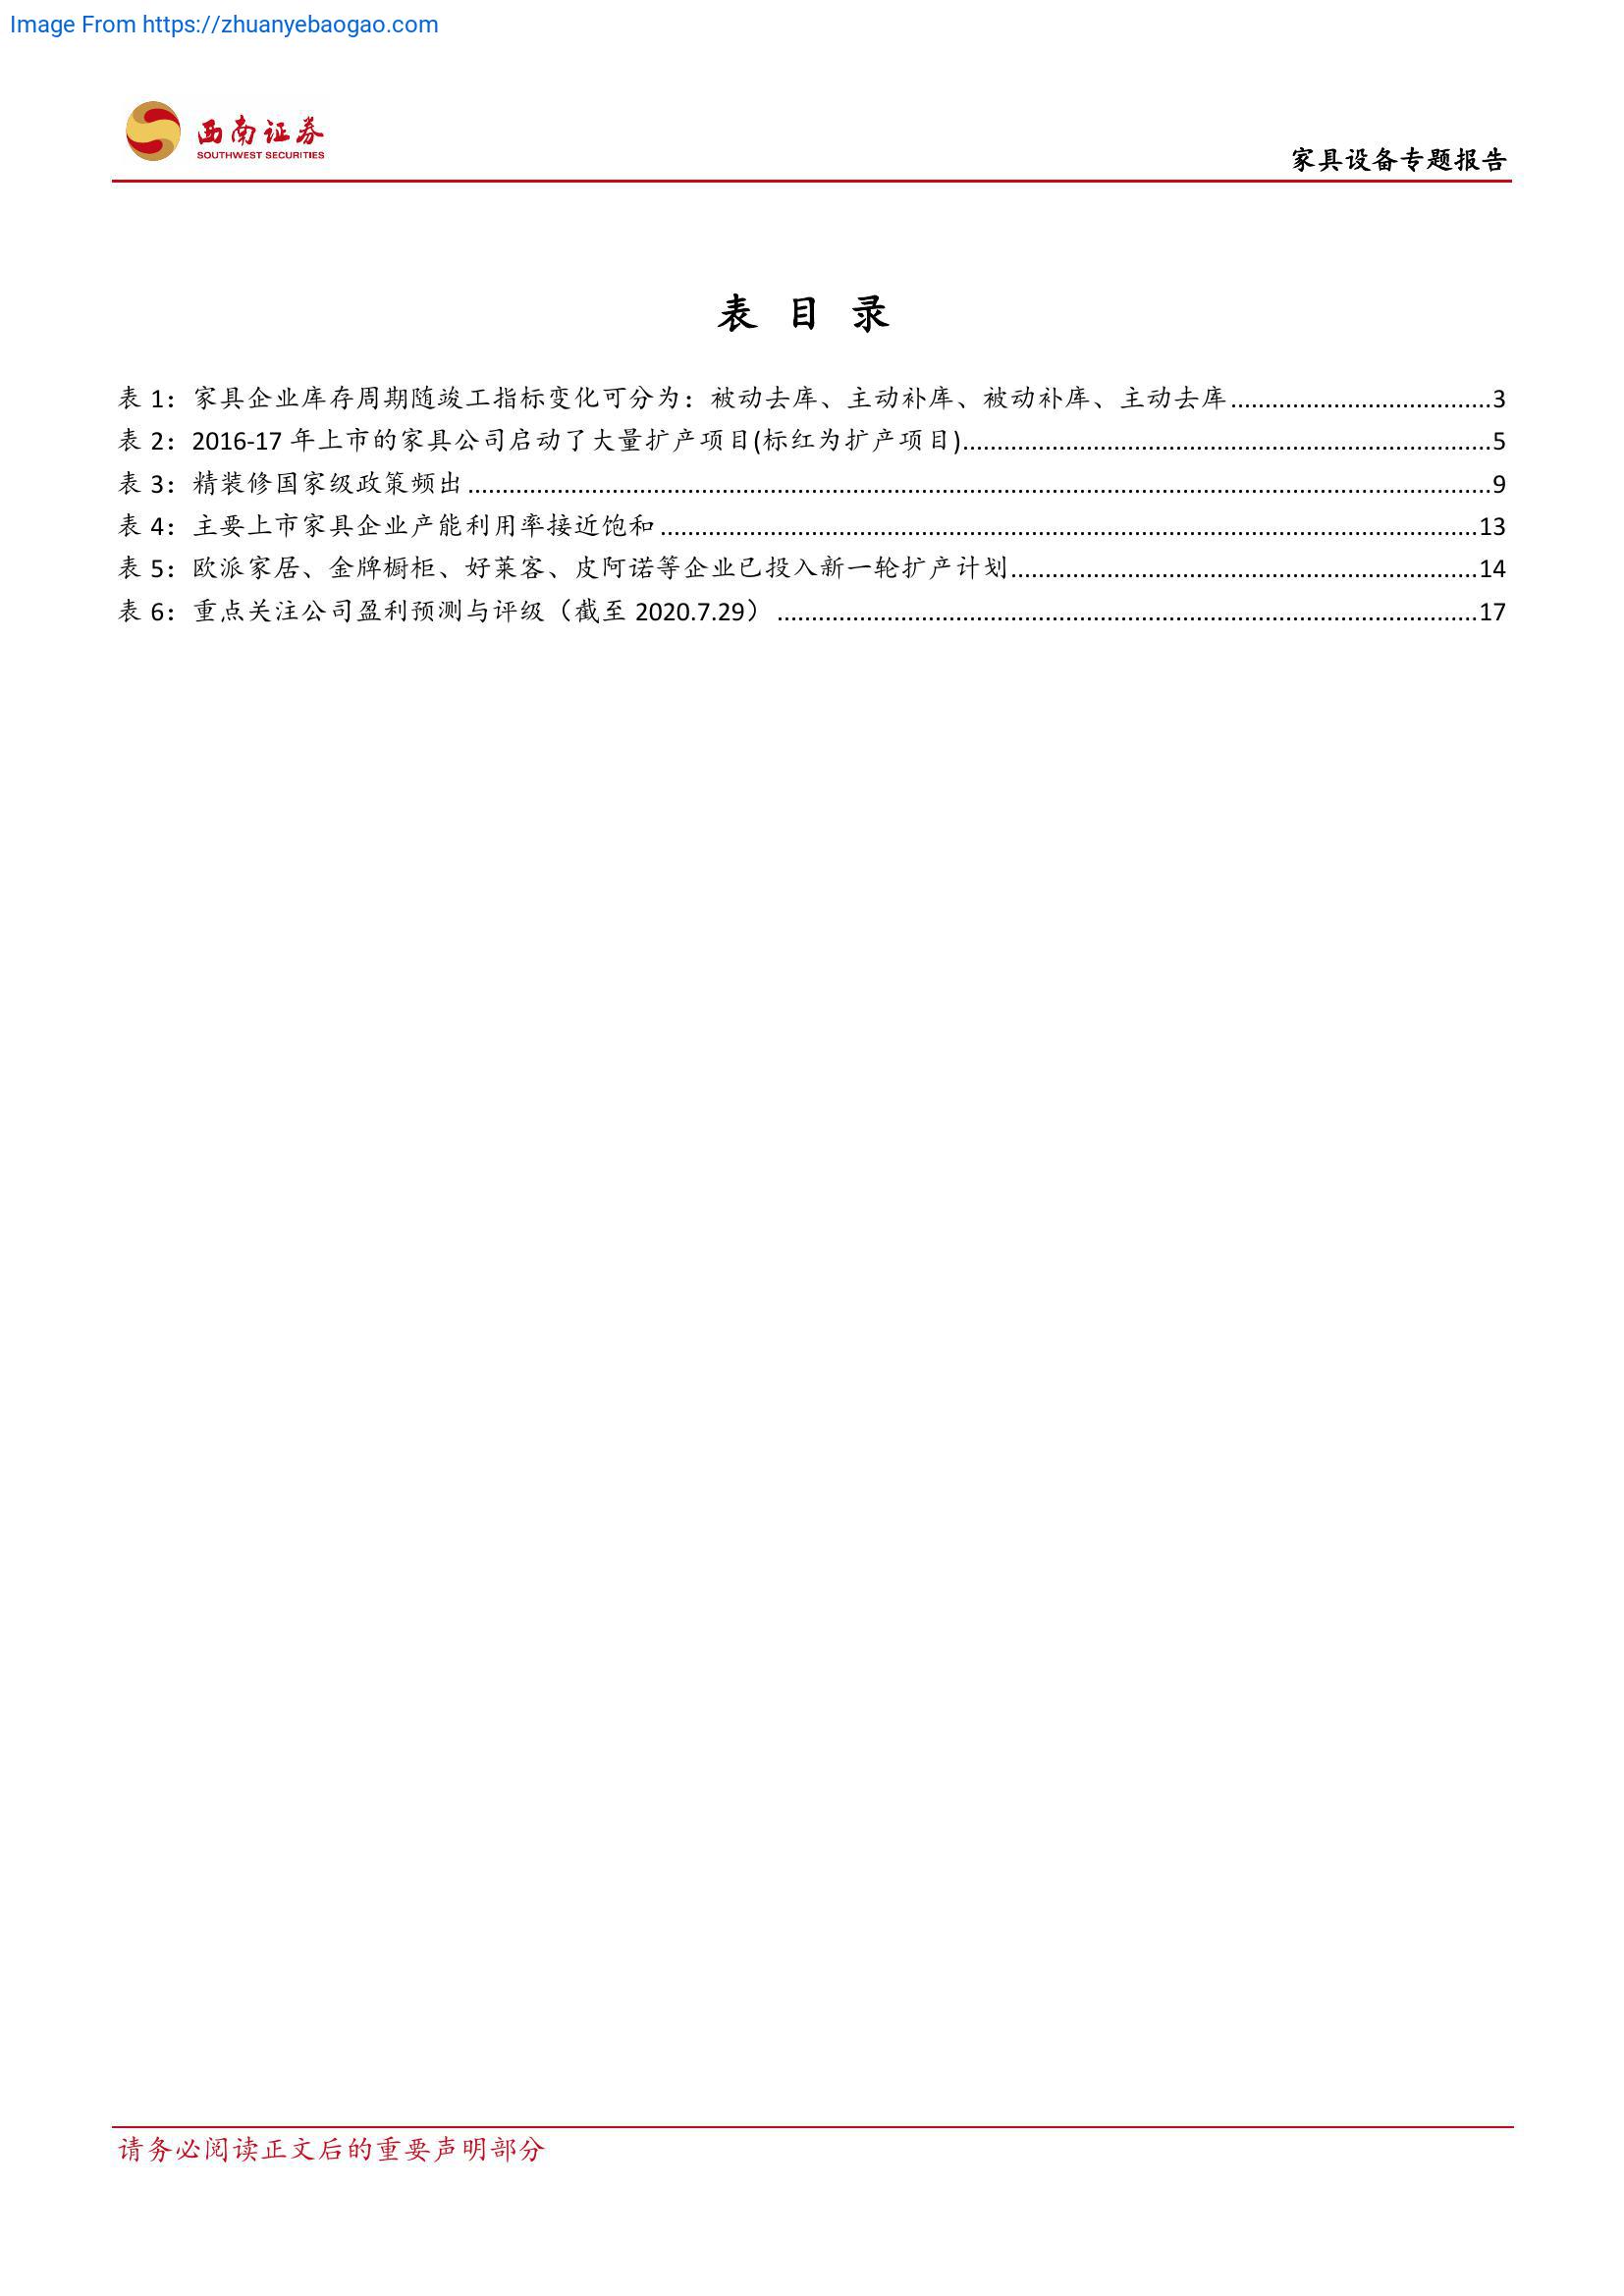 Image From https://zhuanyebaogao.com
西南证券
SOUTHWEST SECURITIES
家具设备专题报告
表 目 录
表 1：家具企业库存周期随竣工指标变化可分为：被动去库、主动补库、被动补库、主动去库......................................3
表 2：2016-17 年上市的家具公司启动了大量扩产项目(标红为扩产项目)..............................................................................5
表 3：精装修国家级政策频出......................................................................................................................................................9
表 4：主要上市家具企业产能利用率接近饱和........................................................................................................................13
表 5：欧派家居、金牌橱柜、好莱客、皮阿诺等企业已投入新一轮扩产计划....................................................................14
表 6：重点关注公司盈利预测与评级（截至 2020.7.29）......................................................................................................17
请务必阅读正文后的重要声明部分